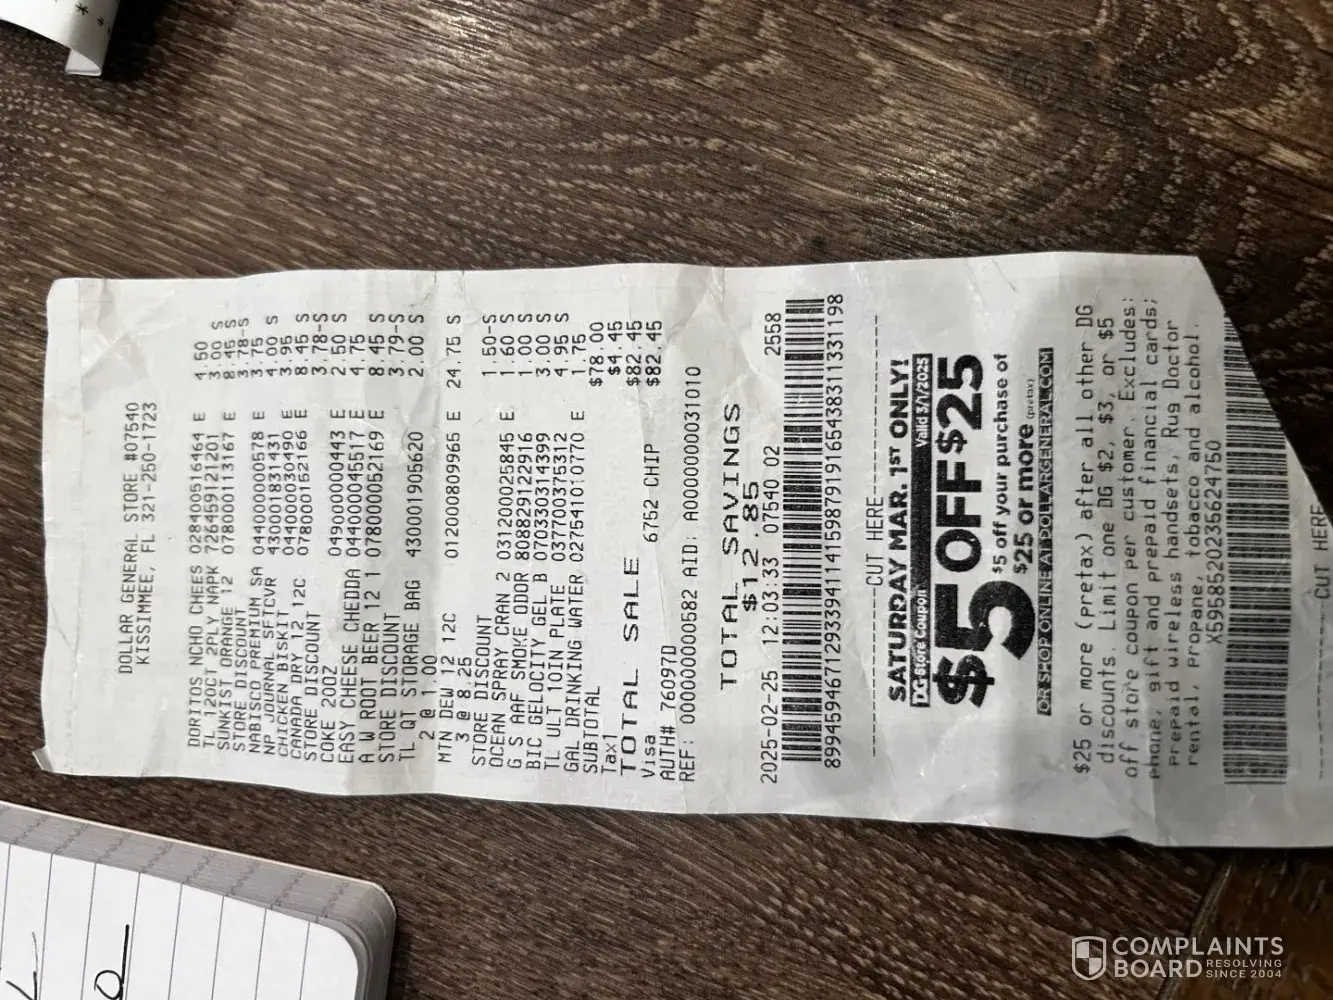 DOLLAR GENERAL STORE #07540
KISSIMMEE, FL 321-250-1723
DORITOS NCHO CHEES 028400516464 E 4.50
TL 120CT 2PLY NAPK 726459121201 3.00 S
SUNKIST ORANGE 12 078000113167 E 8.45 S
STORE DISCOUNT 3.78-S
NABISCO PREMIUM SA 044000000578 E 3.75
NP JOURNAL SFTCVR 430001831431 4.00 S
CHICKEN BISKIT 044000030490 E 3.95
CANADA DRY 12 12C 078000152166 E 8.45 S
STORE DISCOUNT 3.78-S
COKE 20OZ 049000000443 E 2.50 S
EASY CHEESE CHEDDA 044000045517 E 4.75
A W ROOT BEER 12 1 078000052169 E 8.45 S
STORE DISCOUNT 3.79-S
TL QT STORAGE BAG 430001905620 2.00 S
2 @ 1.00
MTN DEW 12 12C 012000809965 E 24.75 S
3 @ 8.25
STORE DISCOUNT 1.50-S
OCEAN SPRAY CRAN 2 031200025845 E 1.60 S
G S AAF SMOKE ODOR 808829122916 1.00 S
BIC GELOCITY GEL B 070330314399 3.00 S
TL ULT 10IN PLATE 037700375312 4.95 S
GAL DRINKING WATER 027541010770 E 1.75
SUBTOTAL $78.00
Tax1 $4.45
TOTAL SALE $82.45
Visa 6752 CHIP $82.45
AUTH# 76097D
REF: 000000000582 AID: A0000000031010
TOTAL SAVINGS
$12.85
2025-02-25 12:03:33 07540 02 2558
8994594671293394114159879191654383113311198
CUT HERE
SATURDAY MAR. 1ST ONLY!
DG Store Coupon Valid 3/1/2025
$5 OFF $25
$5 off your purchase of
$25 or more (pretax)
OR SHOP ONLINE AT DOLLARGENERAL.COM
$25 or more (pretax) after all other DG
discounts. Limit one DG $2, $3, or $5
off store coupon per customer. Excludes:
phone, gift and prepaid financial cards;
prepaid wireless handsets, Rug Doctor
rental, propane, tobacco and alcohol.
X5958520235624750
CUT HERE
COMPLAINTS
BOARD RESOLVING
SINCE 2004